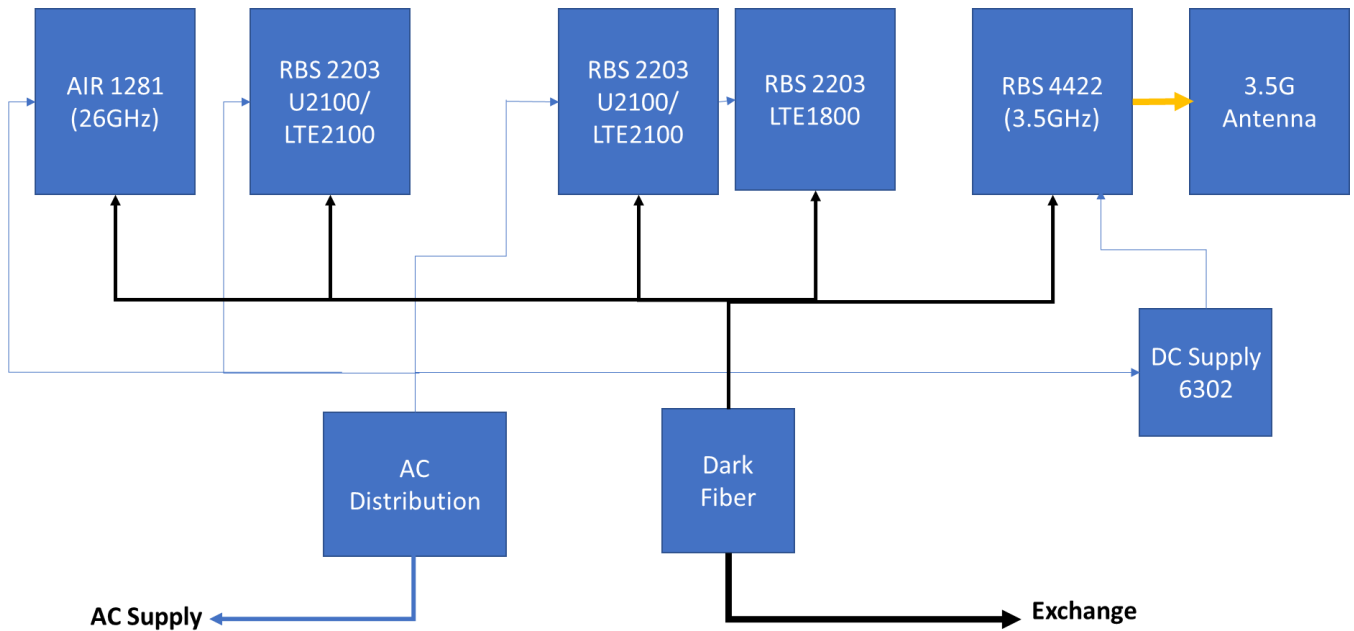 AIR 1281
(26GHz)
RBS 2203
U2100/
LTE2100
RBS 2203
U2100/
LTE2100
RBS 2203
LTE1800
RBS 4422
(3.5GHz)
3.5G
Antenna
DC Supply
6302
AC
Distribution
Dark
Fiber
AC Supply
Exchange